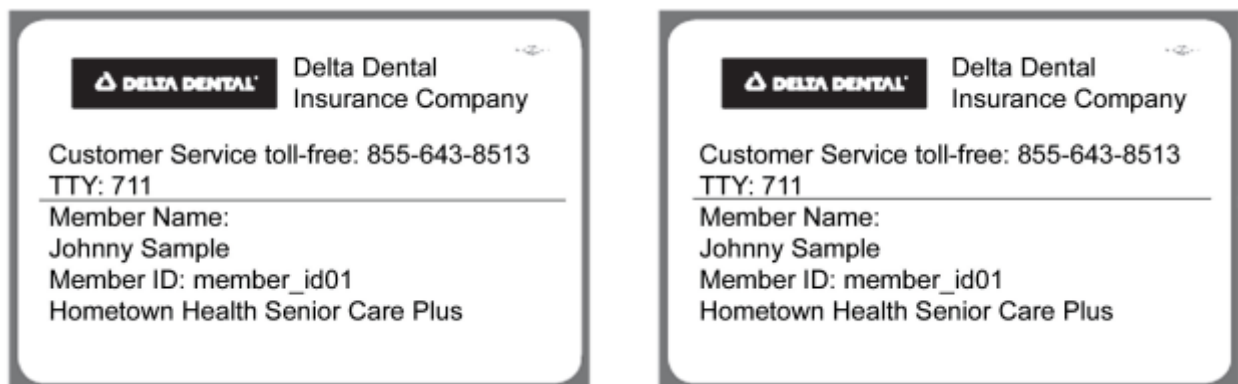 DELTA DENTAL
Delta Dental
Insurance Company
Customer Service toll-free: 855-643-8513
TTY: 711
Member Name:
Johnny Sample
Member ID: member_id01
Hometown Health Senior Care Plus
DELTA DENTAL
Delta Dental
Insurance Company
Customer Service toll-free: 855-643-8513
TTY: 711
Member Name:
Johnny Sample
Member ID: member_id01
Hometown Health Senior Care Plus